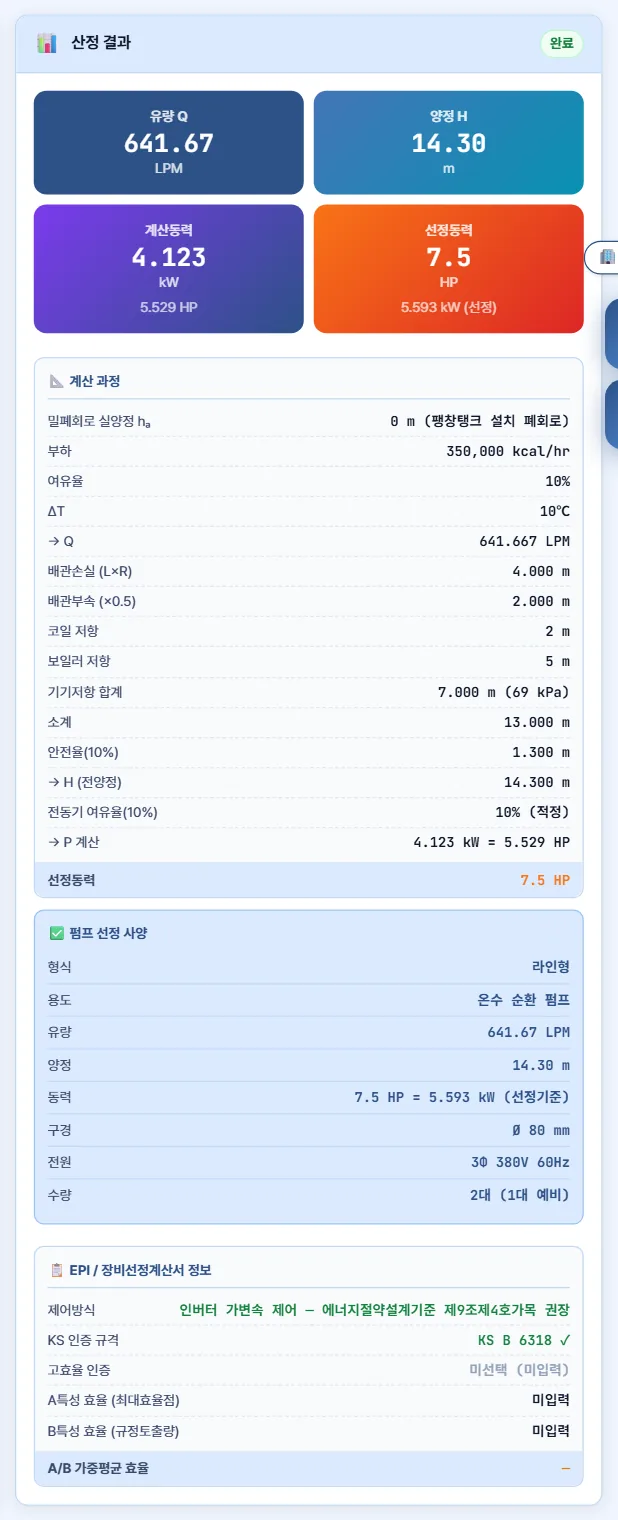 산정 결과
완료
유량 Q
641.67
LPM
양정 H
14.30
m
계산동력
4.123
kW
5.529 HP
선정동력
7.5
HP
5.593 kW (선정)
계산 과정
밀폐회로 실양정 hₐ 0 m (팽창탱크 설치 폐회로)
부하 350,000 kcal/hr
여유율 10%
ΔT 10℃
→ Q 641.667 LPM
배관손실 (L×R) 4.000 m
배관부속 (×0.5) 2.000 m
코일 저항 2 m
보일러 저항 5 m
기기저항 합계 7.000 m (69 kPa)
소계 13.000 m
안전율(10%) 1.300 m
→ H (전양정) 14.300 m
전동기 여유율(10%) 10% (적정)
→ P 계산 4.123 kW = 5.529 HP
선정동력 7.5 HP
펌프 선정 사양
형식 라인형
용도 온수 순환 펌프
유량 641.67 LPM
양정 14.30 m
동력 7.5 HP = 5.593 kW (선정기준)
구경 Ø 80 mm
전원 3Φ 380V 60Hz
수량 2대 (1대 예비)
EPI / 장비선정계산서 정보
제어방식 인버터 가변속 제어 — 에너지절약설계기준 제9조제4호가목 권장
KS 인증 규격 KS B 6318 ✓
고효율 인증 미선택 (미입력)
A특성 효율 (최대효율점) 미입력
B특성 효율 (규정토출량) 미입력
A/B 가중평균 효율 —